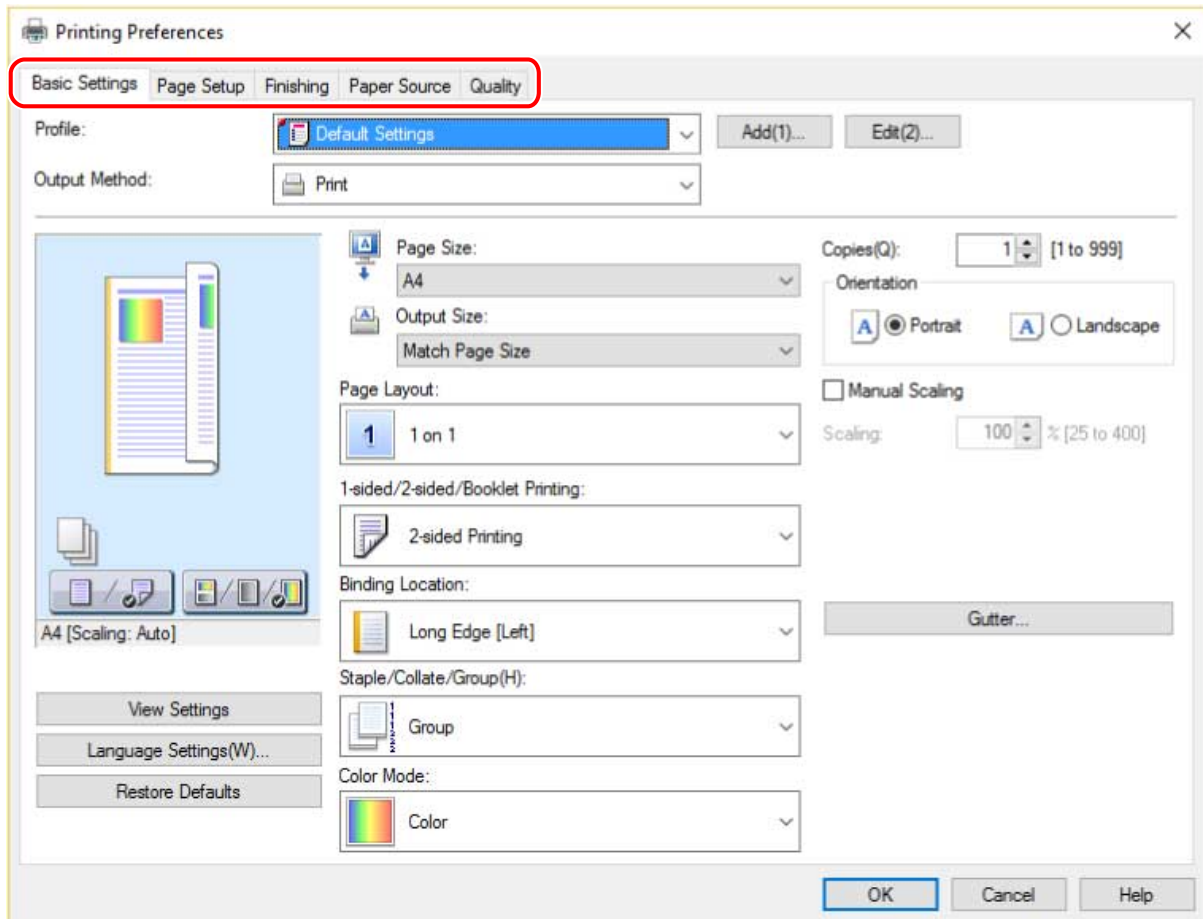 Printing Preferences
Basic Settings Page Setup Finishing Paper Source Quality
Profile: Default Settings Add(1)... Edit(2)...
Output Method: Print
Page Size:
A4
Output Size:
Match Page Size
Page Layout:
1 1 on 1
1-sided/2-sided/Booklet Printing:
2-sided Printing
Binding Location:
Long Edge [Left]
Staple/Collate/Group(H):
Group
Color Mode:
Color
Copies(Q): 1 [1 to 999]
Orientation
A Portrait A Landscape
Manual Scaling
Scaling: 100 % [25 to 400]
Gutter...
A4 [Scaling: Auto]
View Settings
Language Settings(W)...
Restore Defaults
OK Cancel Help